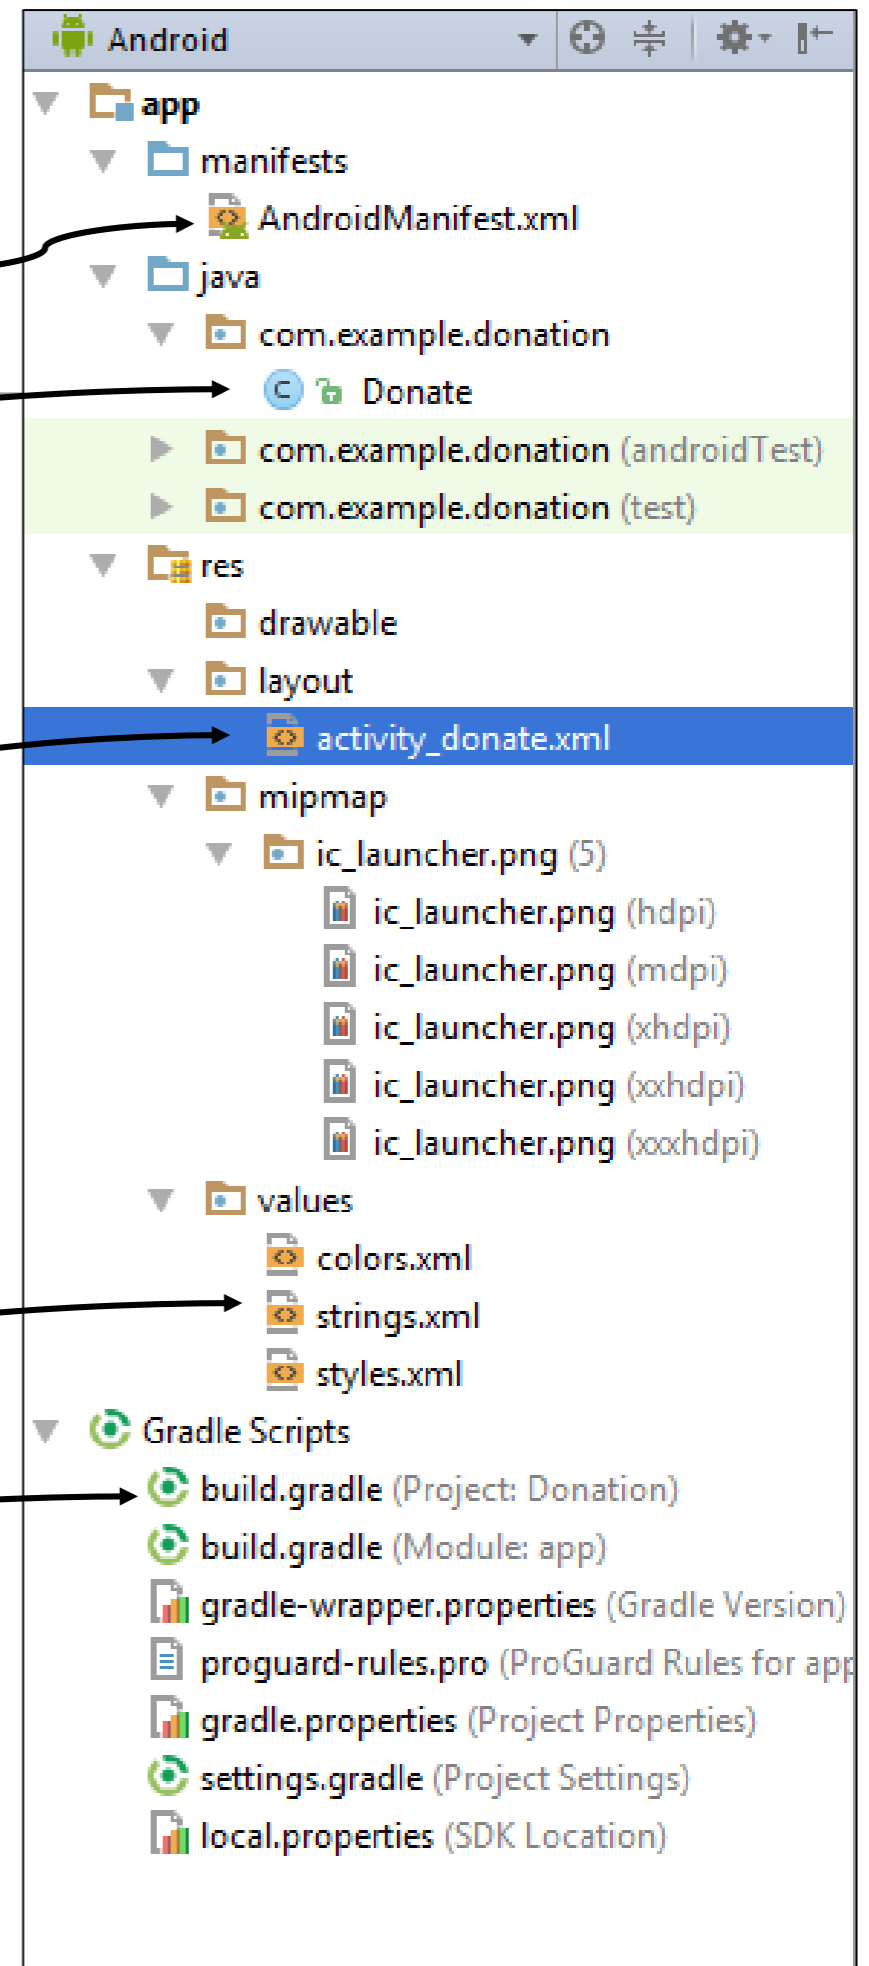 Android
app
manifests
AndroidManifest.xml
java
com.example.donation
Donate
com.example.donation (androidTest)
com.example.donation (test)
res
drawable
layout
activity_donate.xml
mipmap
ic_launcher.png (5)
ic_launcher.png (hdpi)
ic_launcher.png (mdpi)
ic_launcher.png (xhdpi)
ic_launcher.png (xxhdpi)
ic_launcher.png (xxxhdpi)
values
colors.xml
strings.xml
styles.xml
Gradle Scripts
build.gradle (Project: Donation)
build.gradle (Module: app)
gradle-wrapper.properties (Gradle Version)
proguard-rules.pro (ProGuard Rules for app
gradle.properties (Project Properties)
settings.gradle (Project Settings)
local.properties (SDK Location)